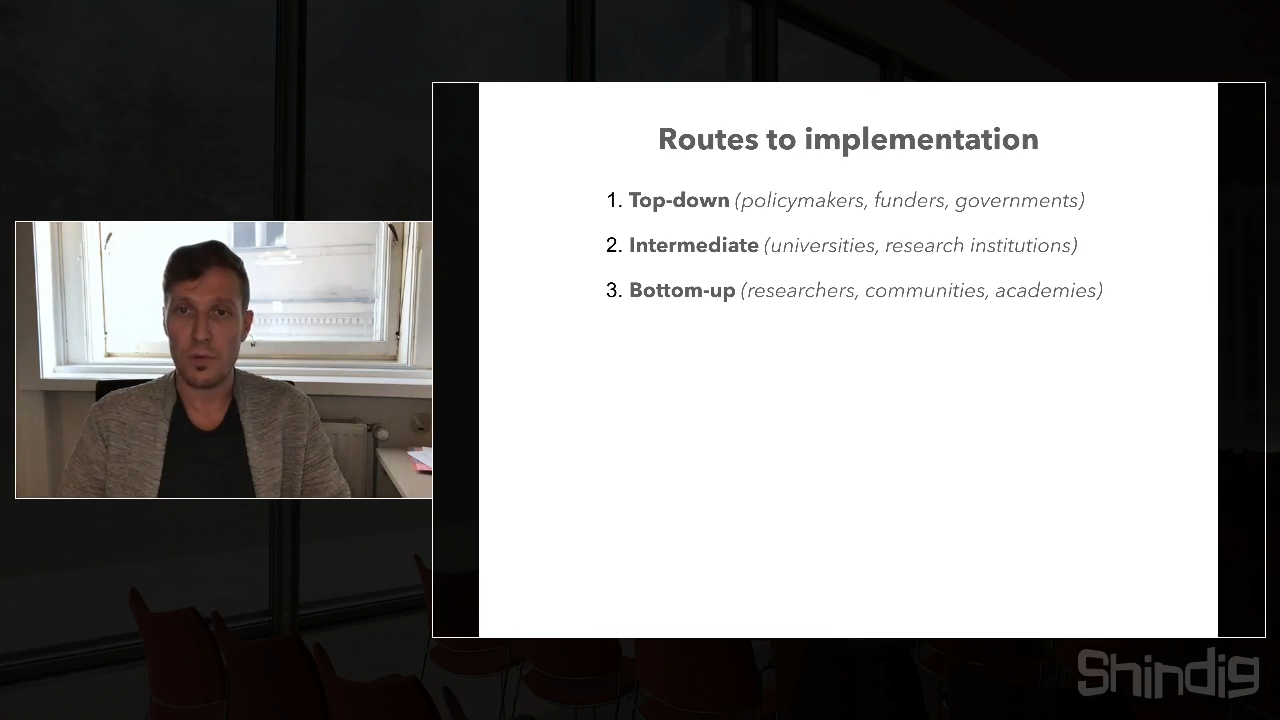 Routes to implementation
1. Top-down (policymakers, funders, governments)
2. Intermediate (universities, research institutions)
3. Bottom-up (researchers, communities, academies)
Shindig